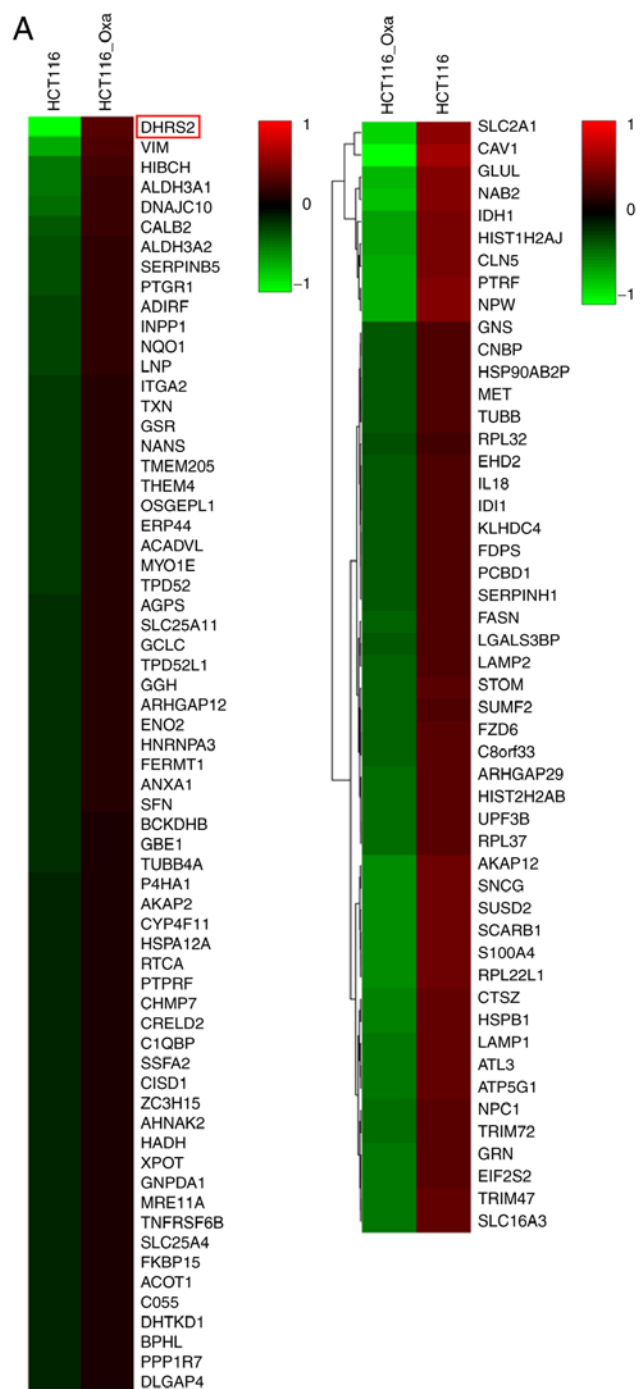 A
HCT116
HCT116_Oxa
DHRS2
VIM
HIBCH
ALDH3A1
DNAJC10
CALB2
ALDH3A2
SERPINB5
PTGR1
ADIRF
INPP1
NQO1
LNP
ITGA2
TXN
GSR
NANS
TMEM205
THEM4
OSGEPL1
ERP44
ACADVL
MYO1E
TPD52
AGPS
SLC25A11
GCLC
TPD52L1
GGH
ARHGAP12
ENO2
HNRNPA3
FERMT1
ANXA1
SFN
BCKDHB
GBE1
TUBB4A
P4HA1
AKAP2
CYP4F11
HSPA12A
RTCA
PTPRF
CHMP7
CRELD2
C1QBP
SSFA2
CISD1
ZC3H15
AHNAK2
HADH
XPOT
GNPDA1
MRE11A
TNFRSF6B
SLC25A4
FKBP15
ACOT1
C055
DHTKD1
BPHL
PPP1R7
DLGAP4
1
0
−1
HCT116_Oxa
HCT116
SLC2A1
CAV1
GLUL
NAB2
IDH1
HIST1H2AJ
CLN5
PTRF
NPW
GNS
CNBP
HSP90AB2P
MET
TUBB
RPL32
EHD2
IL18
IDI1
KLHDC4
FDPS
PCBD1
SERPINH1
FASN
LGALS3BP
LAMP2
STOM
SUMF2
FZD6
C8orf33
ARHGAP29
HIST2H2AB
UPF3B
RPL37
AKAP12
SNCG
SUSD2
SCARB1
S100A4
RPL22L1
CTSZ
HSPB1
LAMP1
ATL3
ATP5G1
NPC1
TRIM72
GRN
EIF2S2
TRIM47
SLC16A3
1
0
−1